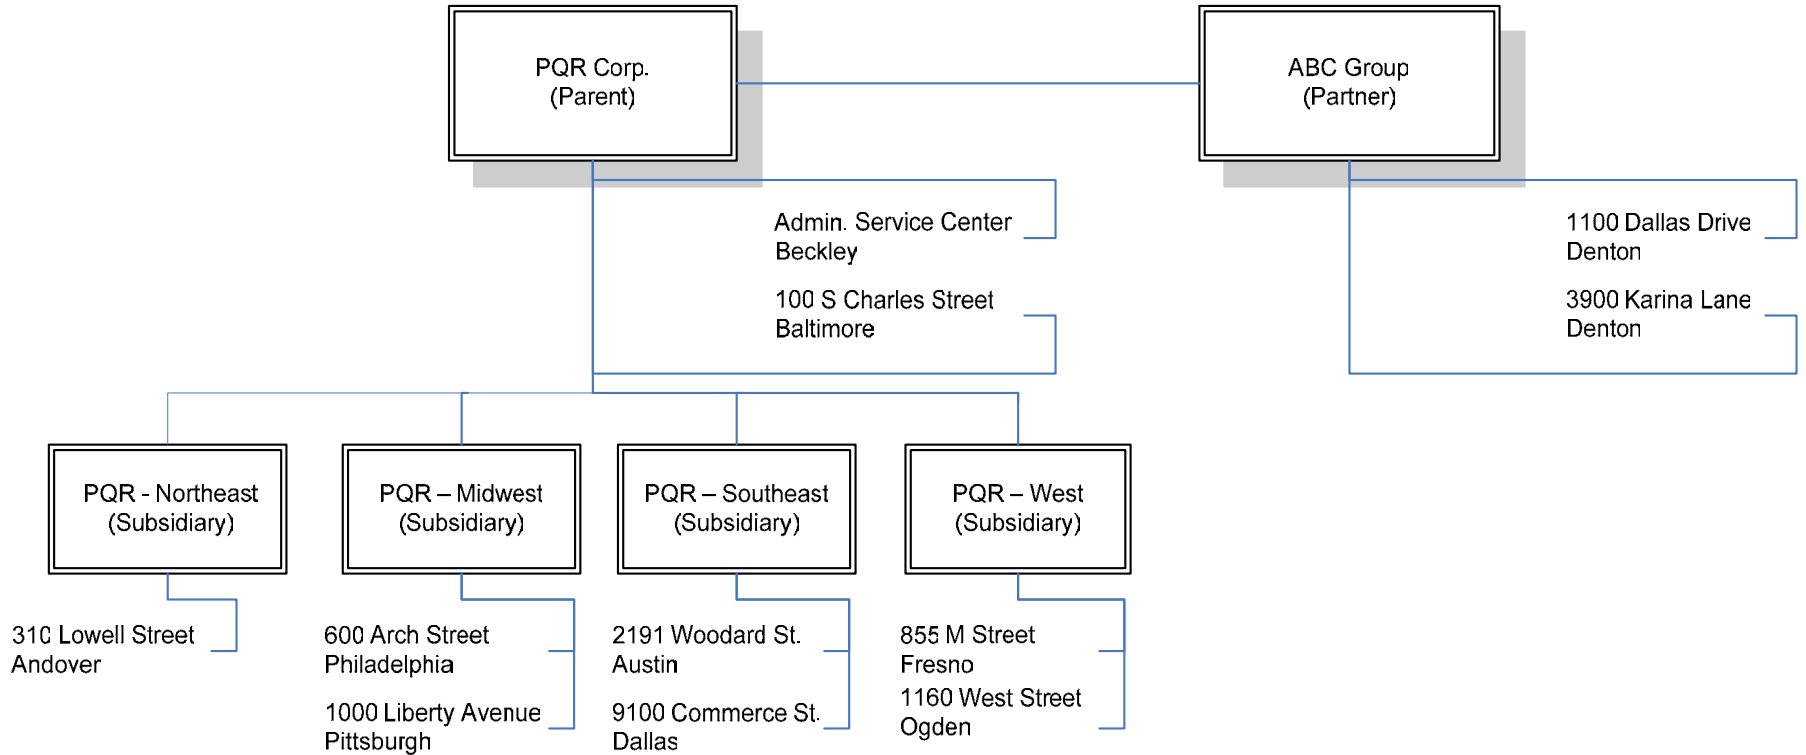 PQR Corp.
(Parent)
ABC Group
(Partner)
Admin. Service Center
Beckley
100 S Charles Street
Baltimore
1100 Dallas Drive
Denton
3900 Karina Lane
Denton
PQR - Northeast
(Subsidiary)
PQR – Midwest
(Subsidiary)
PQR – Southeast
(Subsidiary)
PQR – West
(Subsidiary)
310 Lowell Street
Andover
600 Arch Street
Philadelphia
1000 Liberty Avenue
Pittsburgh
2191 Woodard St.
Austin
9100 Commerce St.
Dallas
855 M Street
Fresno
1160 West Street
Ogden